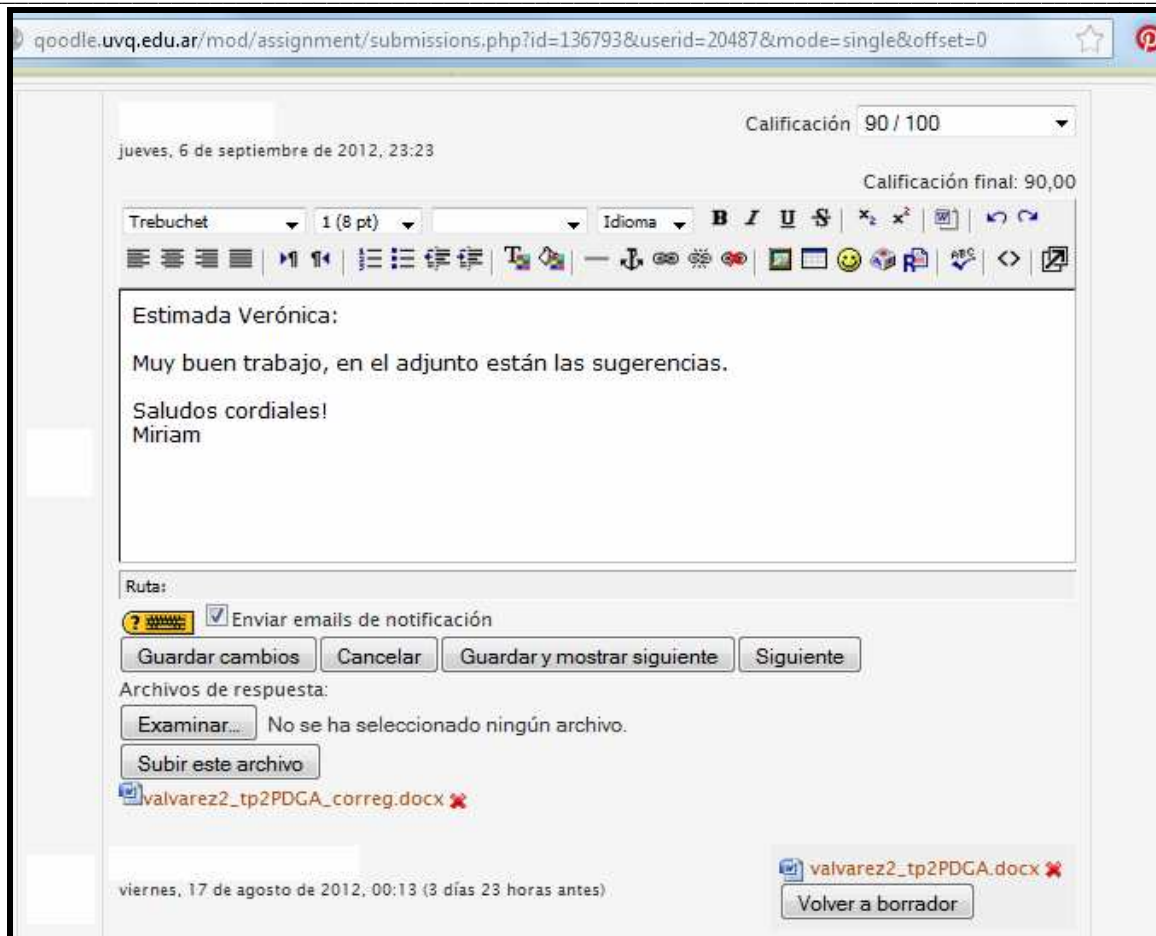 qoodle.uvq.edu.ar/mod/assignment/submissions.php?id=136793&userid=20487&mode=single&offset=0
Calificación 90 / 100
jueves, 6 de septiembre de 2012, 23:23
Calificación final: 90,00
Trebuchet 1 (8 pt) Idioma B I U S x₂ x²
ABC
Estimada Verónica:
Muy buen trabajo, en el adjunto están las sugerencias.
Saludos cordiales!
Miriam
Ruta:
? Enviar emails de notificación
Guardar cambios Cancelar Guardar y mostrar siguiente Siguiente
Archivos de respuesta:
Examinar... No se ha seleccionado ningún archivo.
Subir este archivo
valvarez2_tp2PDGA_correg.docx
valvarez2_tp2PDGA.docx
viernes, 17 de agosto de 2012, 00:13 (3 días 23 horas antes)
Volver a borrador